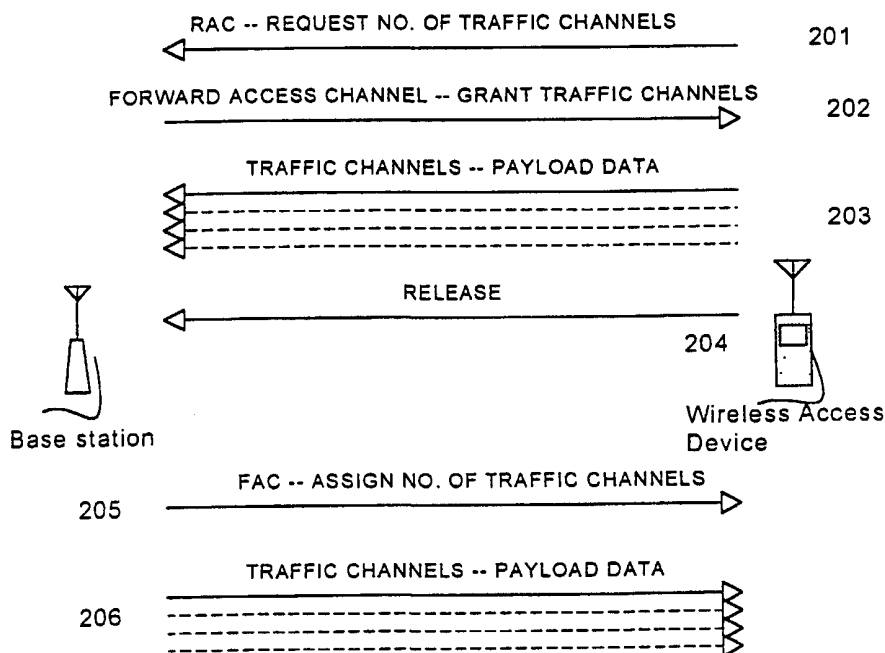 RAC -- REQUEST NO. OF TRAFFIC CHANNELS
201
FORWARD ACCESS CHANNEL -- GRANT TRAFFIC CHANNELS
202
TRAFFIC CHANNELS -- PAYLOAD DATA
203
RELEASE
204
Base station
Wireless Access
Device
FAC -- ASSIGN NO. OF TRAFFIC CHANNELS
205
TRAFFIC CHANNELS -- PAYLOAD DATA
206